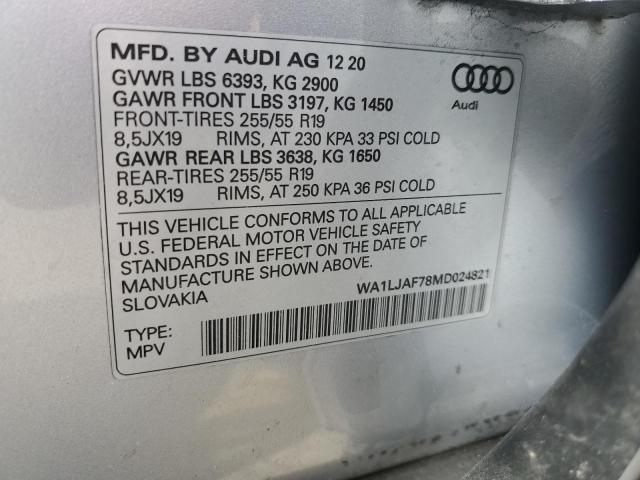 MFD. BY AUDI AG 12 20
GVWR LBS 6393, KG 2900
GAWR FRONT LBS 3197, KG 1450
FRONT-TIRES 255/55 R19
8,5JX19 RIMS, AT 230 KPA 33 PSI COLD
GAWR REAR LBS 3638, KG 1650
REAR-TIRES 255/55 R19
8,5JX19 RIMS, AT 250 KPA 36 PSI COLD
Audi
THIS VEHICLE CONFORMS TO ALL APPLICABLE
U.S. FEDERAL MOTOR VEHICLE SAFETY
STANDARDS IN EFFECT ON THE DATE OF
MANUFACTURE SHOWN ABOVE.
SLOVAKIA
WA1LJAF78MD024821
TYPE:
MPV